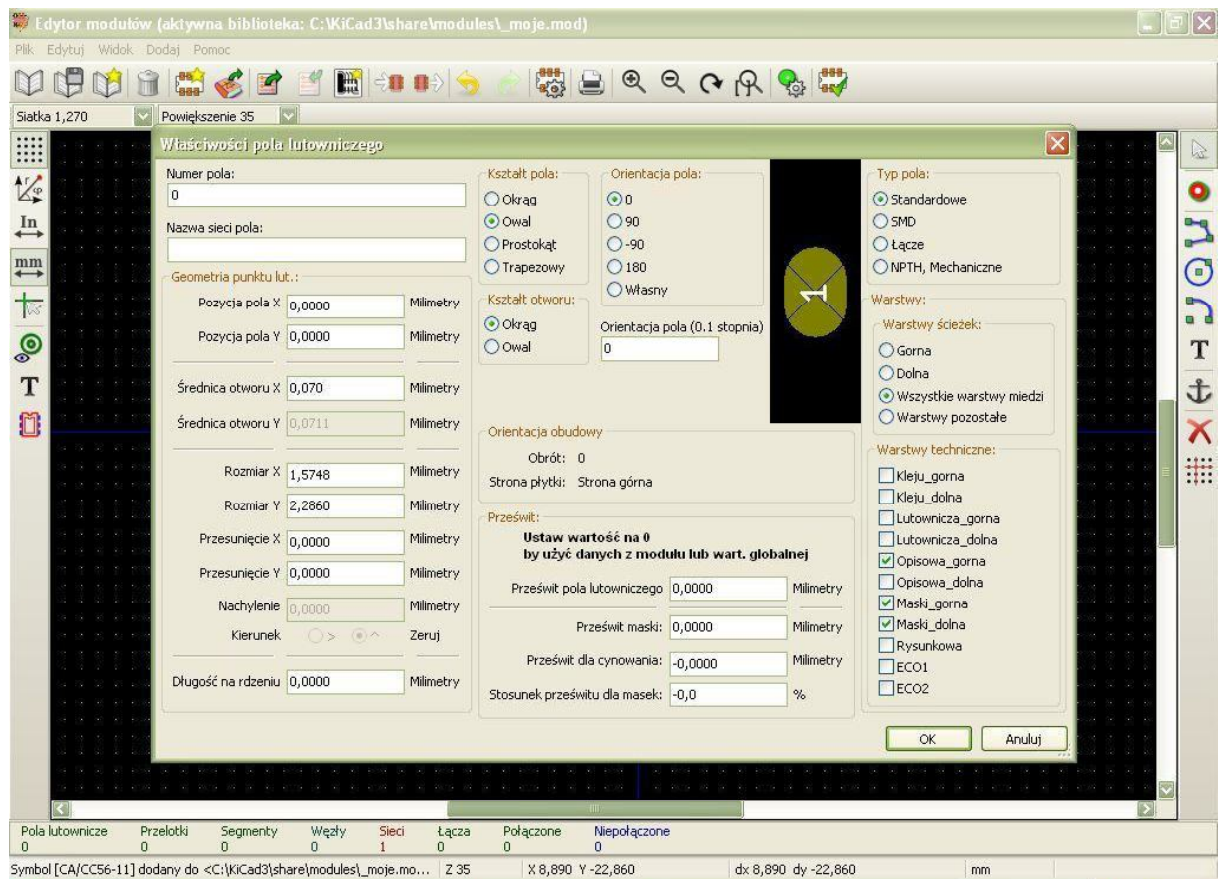 Edytor modułów (aktywna biblioteka: C:\KiCad3\share\modules\_moje.mod)
Plik Edytuj Widok Dodaj Pomoc
Siatka 1,270 Powiększenie 35
In
mm
T
T
Właściwości pola lutowniczego
Numer pola:
0
Nazwa sieci pola:
Geometria punktu lut.:
Pozycja pola X 0,0000 Milimetry
Pozycja pola Y 0,0000 Milimetry
Średnica otworu X 0,070 Milimetry
Średnica otworu Y 0,0711 Milimetry
Rozmiar X 1,5748 Milimetry
Rozmiar Y 2,2860 Milimetry
Przesunięcie X 0,0000 Milimetry
Przesunięcie Y 0,0000 Milimetry
Nachylenie 0,0000 Milimetry
Kierunek > ^ Zeruj
Długość na rdzeniu 0,0000 Milimetry
Kształt pola:
Okrąg
Owal
Prostokąt
Trapezowy
Kształt otworu:
Okrąg
Owal
Orientacja pola:
0
90
-90
180
Własny
Orientacja pola (0.1 stopnia)
0
1
Orientacja obudowy
Obrót: 0
Strona płytki: Strona górna
Prześwit:
Ustaw wartość na 0
by użyć danych z modułu lub wart. globalnej
Prześwit pola lutowniczego 0,0000 Milimetry
Prześwit maski: 0,0000 Milimetry
Prześwit dla cynowania: -0,0000 Milimetry
Stosunek prześwitu dla masek: -0,0 %
Typ pola:
Standardowe
SMD
Łącze
NPTH, Mechaniczne
Warstwy:
Warstwy ścieżek:
Gorna
Dolna
Wszystkie warstwy miedzi
Warstwy pozostałe
Warstwy techniczne:
Kleju_gorna
Kleju_dolna
Lutownicza_gorna
Lutownicza_dolna
Opisowa_gorna
Opisowa_dolna
Maski_gorna
Maski_dolna
Rysunkowa
ECO1
ECO2
OK Anuluj
Pola lutownicze Przelotki Segmenty Węzły Sieci Łącza Połączone Niepołączone
0 0 0 0 1 0 0 0
Symbol [CA/CC56-11] dodany do <C:\KiCad3\share\modules\_moje.mo... Z 35 X 8,890 Y -22,860 dx 8,890 dy -22,860 mm